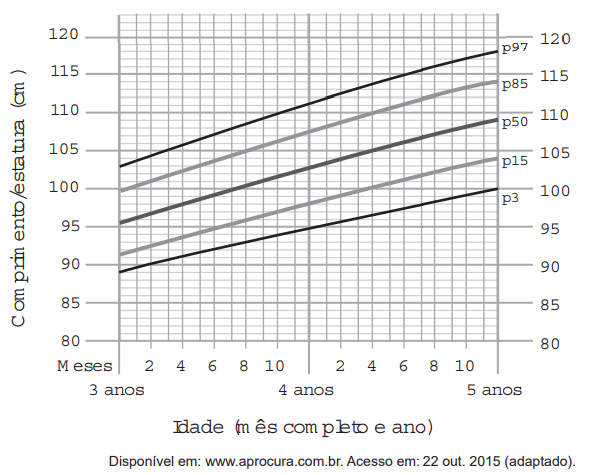 Comprimento/estatura (cm)
120
115
110
105
100
95
90
85
80
p97
p85
p50
p15
p3
120
115
110
105
100
95
90
85
80
Meses 2 4 6 8 10 2 4 6 8 10
3 anos 4 anos 5 anos
Idade (mês completo e ano)
Disponível em: www.aprocura.com.br. Acesso em: 22 out. 2015 (adaptado).